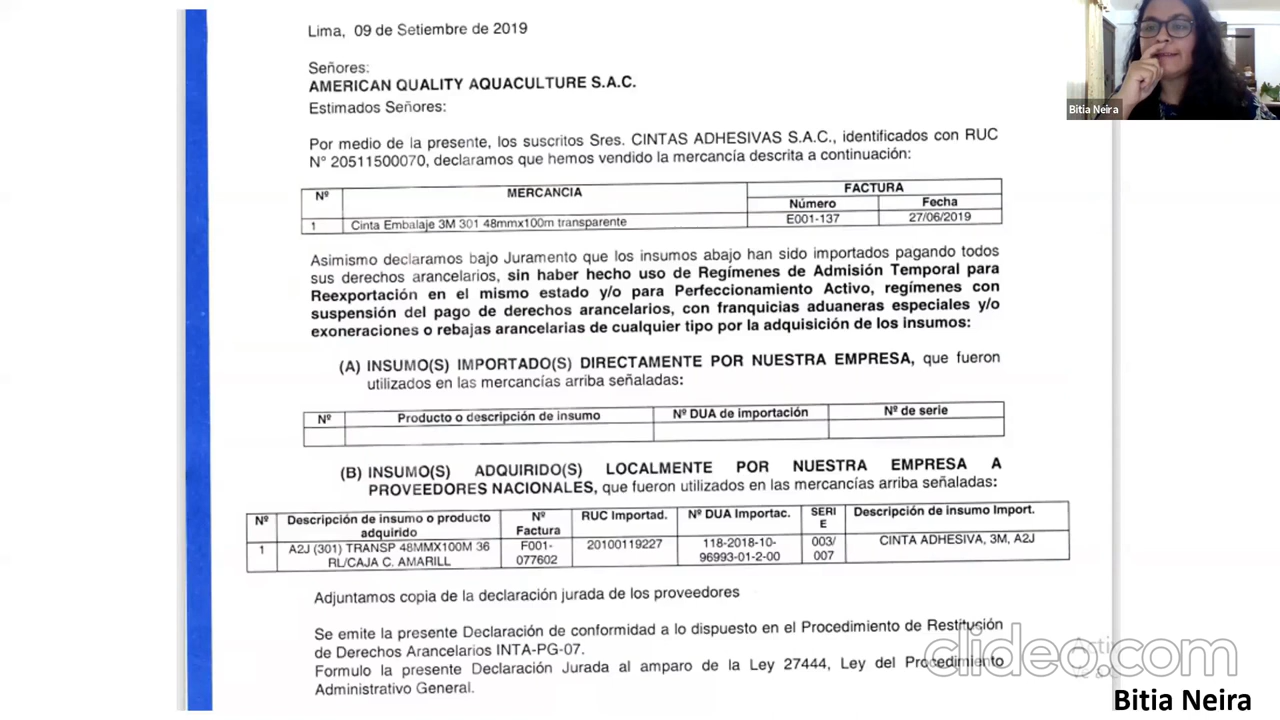 Lima, 09 de Setiembre de 2019
Señores:
AMERICAN QUALITY AQUACULTURE S.A.C.
Estimados Señores:
Por medio de la presente, los suscritos Sres. CINTAS ADHESIVAS S.A.C., identificados con RUC
Nº 20511500070, declaramos que hemos vendido la mercancía descrita a continuación:
Nº MERCANCIA FACTURA
Número Fecha
1 Cinta Embalaje 3M 301 48mmx100m transparente E001-137 27/06/2019
Asimismo declaramos bajo Juramento que los insumos abajo han sido importados pagando todos
sus derechos arancelarios, sin haber hecho uso de Regímenes de Admisión Temporal para
Reexportación en el mismo estado y/o para Perfeccionamiento Activo, regímenes con
suspensión del pago de derechos arancelarios, con franquicias aduaneras especiales y/o
exoneraciones o rebajas arancelarias de cualquier tipo por la adquisición de los insumos:
(A) INSUMO(S) IMPORTADO(S) DIRECTAMENTE POR NUESTRA EMPRESA, que fueron
utilizados en las mercancías arriba señaladas:
Nº Producto o descripción de insumo Nº DUA de importación Nº de serie
(B) INSUMO(S) ADQUIRIDO(S) LOCALMENTE POR NUESTRA EMPRESA A
PROVEEDORES NACIONALES, que fueron utilizados en las mercancías arriba señaladas:
Nº Descripción de insumo o producto adquirido Nº Factura RUC Importad. Nº DUA Importac. SERIE Descripción de insumo Import.
1 A2J (301) TRANSP 48MMX100M 36 RL/CAJA C. AMARILL F001-077602 20100119227 118-2018-10-96993-01-2-00 003/007 CINTA ADHESIVA, 3M, A2J
Adjuntamos copia de la declaración jurada de los proveedores
Se emite la presente Declaración de conformidad a lo dispuesto en el Procedimiento de Restitución
de Derechos Arancelarios INTA-PG-07.
Formulo la presente Declaración Jurada al amparo de la Ley 27444, Ley del Procedimiento
Administrativo General.
clideo.com
Bitia Neira
Bitia Neira